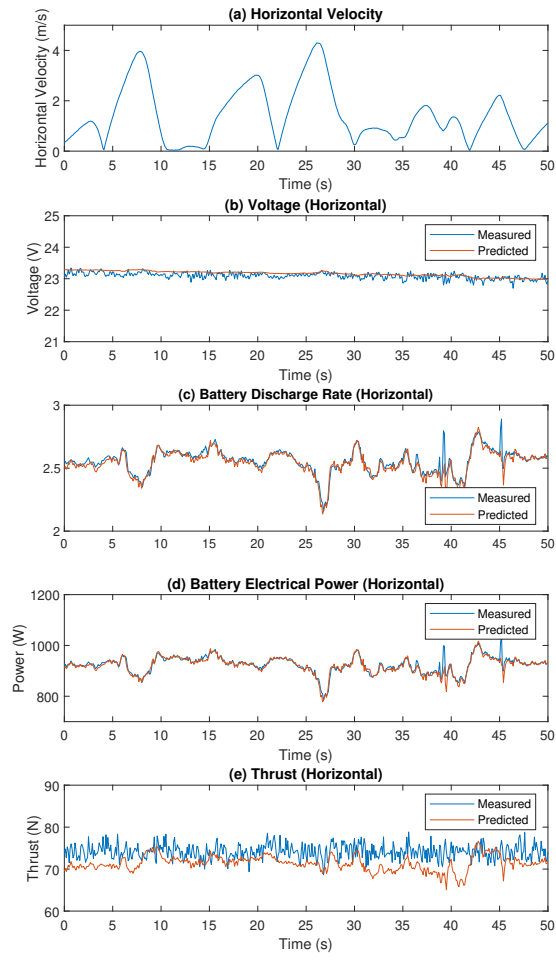 (a) Horizontal Velocity
Horizontal Velocity (m/s)
4
2
0
0 5 10 15 20 25 30 35 40 45 50
Time (s)
(b) Voltage (Horizontal)
Voltage (V)
25
24
23
22
21
Measured
Predicted
0 5 10 15 20 25 30 35 40 45 50
Time (s)
(c) Battery Discharge Rate (Horizontal)
3
2.5
2
Measured
Predicted
0 5 10 15 20 25 30 35 40 45 50
Time (s)
(d) Battery Electrical Power (Horizontal)
Power (W)
1200
1000
800
Measured
Predicted
0 5 10 15 20 25 30 35 40 45 50
Time (s)
(e) Thrust (Horizontal)
Thrust (N)
90
80
70
60
Measured
Predicted
0 5 10 15 20 25 30 35 40 45 50
Time (s)